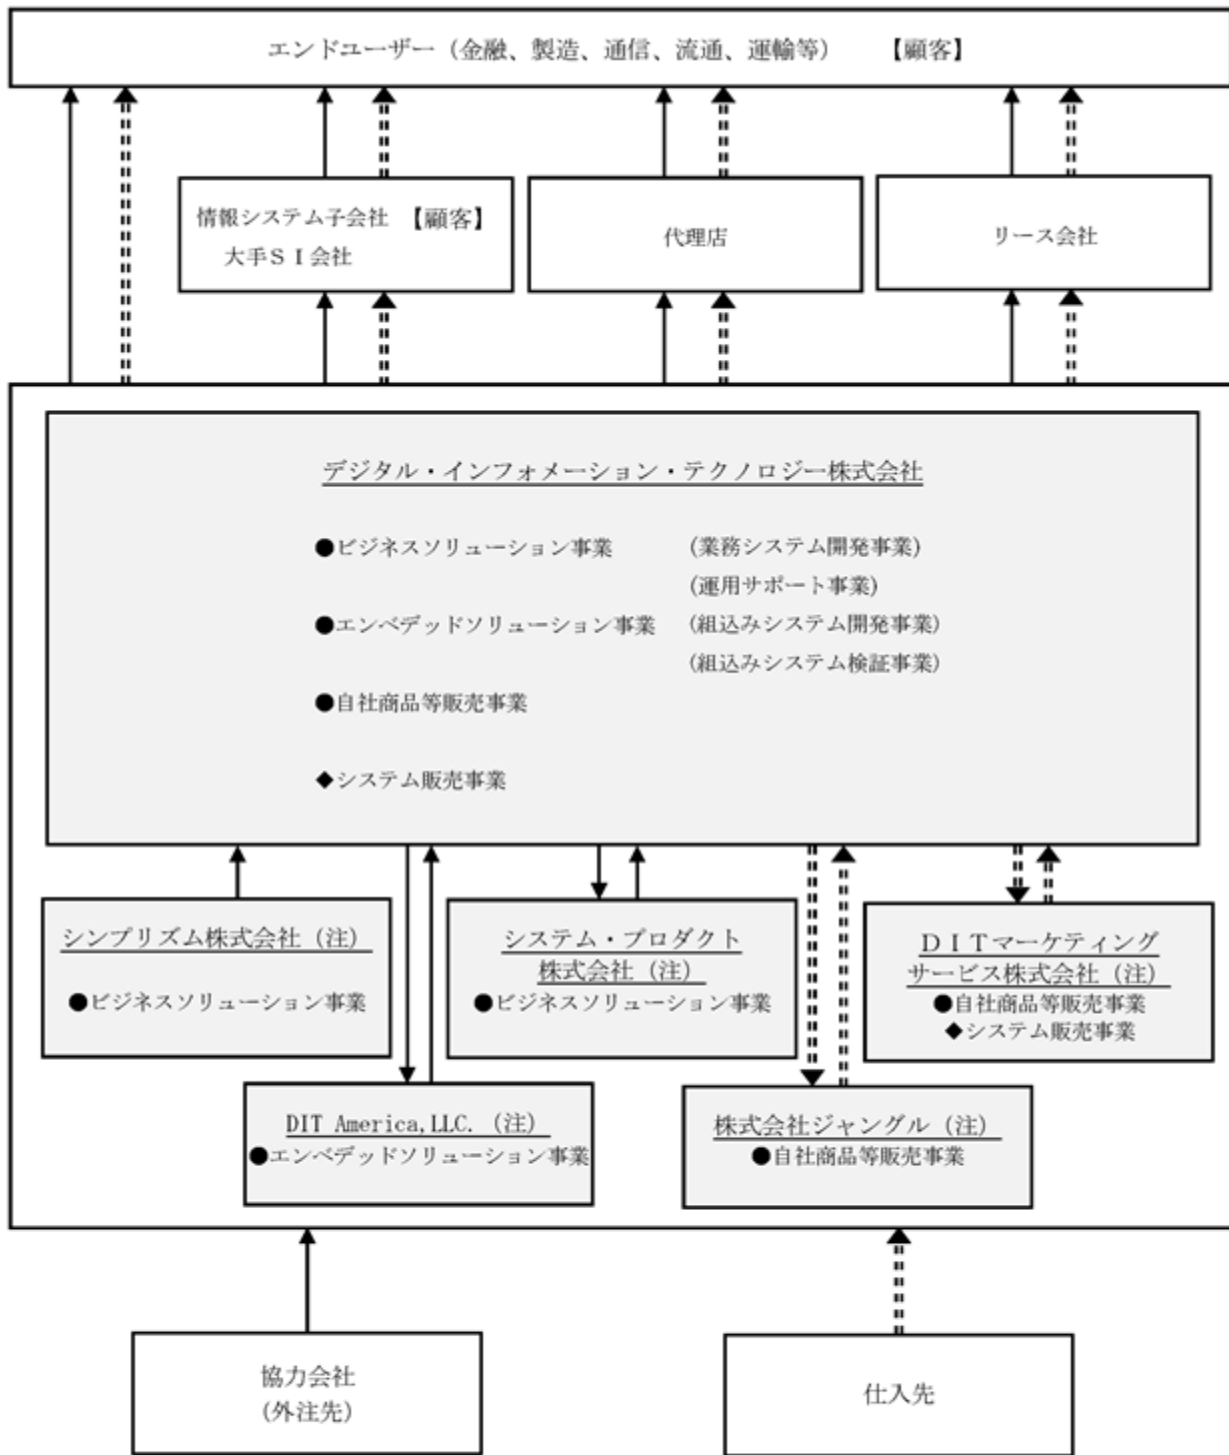 エンドユーザー（金融、製造、通信、流通、運輸等）　【顧客】
情報システム子会社　【顧客】
大手ＳＩ会社
代理店
リース会社
デジタル・インフォメーション・テクノロジー株式会社
●ビジネスソリューション事業　(業務システム開発事業)
(運用サポート事業)
●エンベデッドソリューション事業　(組込みシステム開発事業)
(組込みシステム検証事業)
●自社商品等販売事業
◆システム販売事業
シンプリズム株式会社（注）
●ビジネスソリューション事業
システム・プロダクト
株式会社（注）
●ビジネスソリューション事業
ＤＩＴマーケティング
サービス株式会社（注）
●自社商品等販売事業
◆システム販売事業
DIT America,LLC.（注）
●エンベデッドソリューション事業
株式会社ジャングル（注）
●自社商品等販売事業
協力会社
(外注先)
仕入先